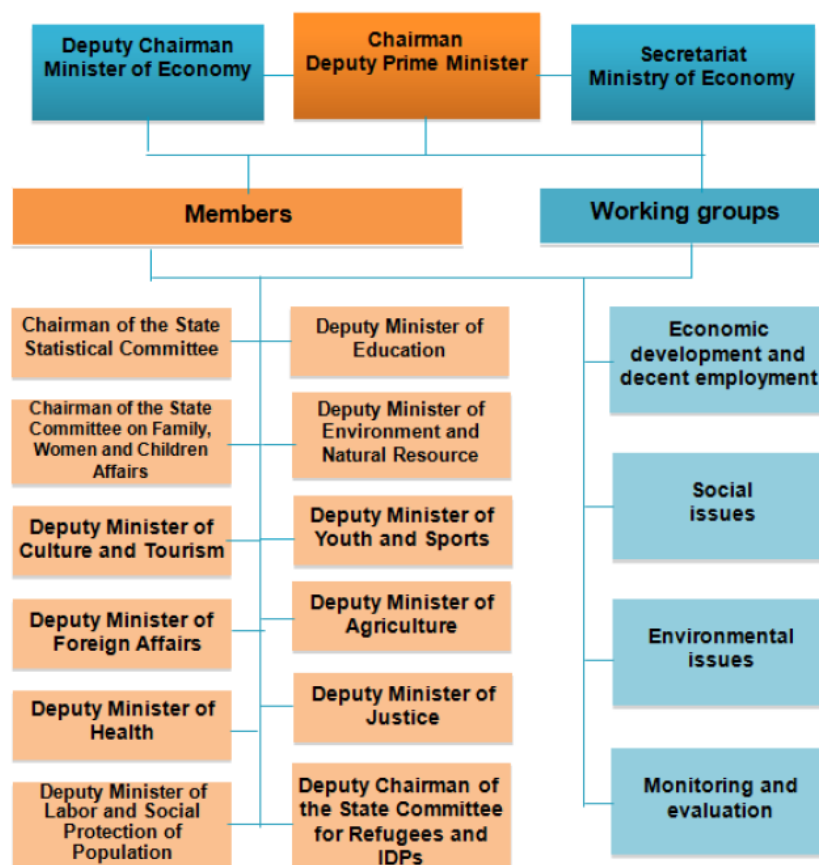 Deputy Chairman
Minister of Economy
Chairman
Deputy Prime Minister
Secretariat
Ministry of Economy
Members
Working groups
Chairman of the State
Statistical Committee
Deputy Minister of
Education
Economic
development and
decent employment
Chairman of the State
Committee on Family,
Women and Children
Affairs
Deputy Minister of
Environment and
Natural Resource
Social
issues
Deputy Minister of
Culture and Tourism
Deputy Minister of
Youth and Sports
Deputy Minister of
Foreign Affairs
Deputy Minister of
Agriculture
Environmental
issues
Deputy Minister of
Health
Deputy Minister of
Justice
Deputy Minister of
Labor and Social
Protection of
Population
Deputy Chairman of
the State Committee
for Refugees and
IDPs
Monitoring and
evaluation